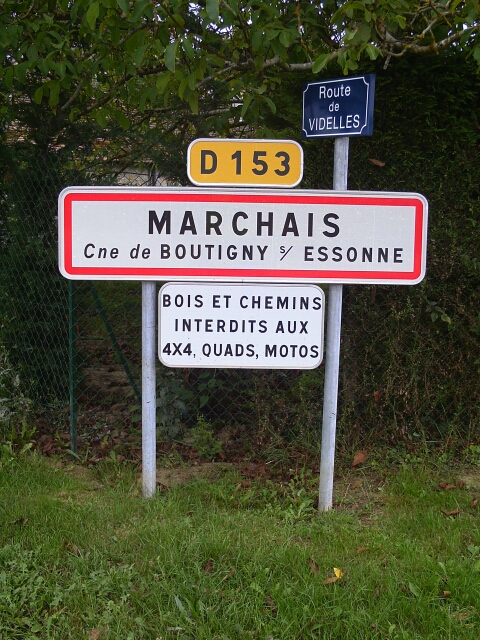 Route
de
VIDELLES
D 153
MARCHAIS
Cne de BOUTIGNY s/ ESSONNE
BOIS ET CHEMINS
INTERDITS AUX
4X4, QUADS, MOTOS